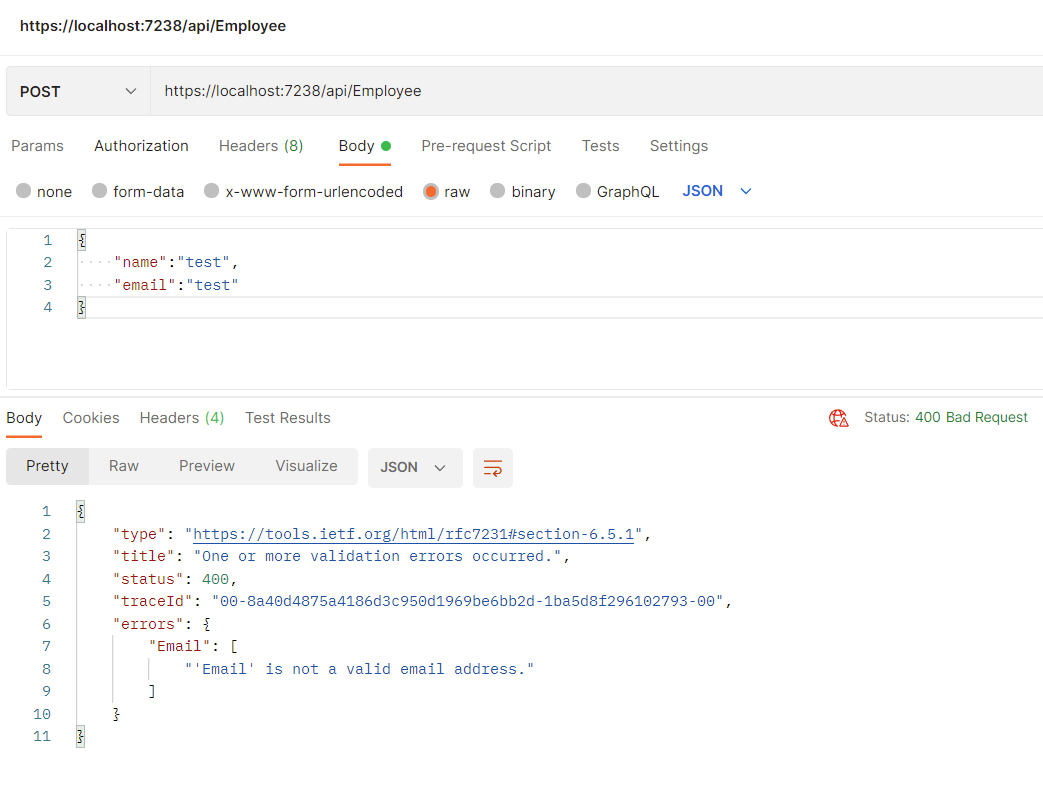 https://localhost:7238/api/Employee
POST https://localhost:7238/api/Employee
Params Authorization Headers (8) Body Pre-request Script Tests Settings
none form-data x-www-form-urlencoded raw binary GraphQL JSON
1 {
2 ····"name":"test",
3 ····"email":"test"
4 }
Body Cookies Headers (4) Test Results Status: 400 Bad Request
Pretty Raw Preview Visualize JSON
1 {
2 "type": "https://tools.ietf.org/html/rfc7231#section-6.5.1",
3 "title": "One or more validation errors occurred.",
4 "status": 400,
5 "traceId": "00-8a40d4875a4186d3c950d1969be6bb2d-1ba5d8f296102793-00",
6 "errors": {
7 "Email": [
8 "'Email' is not a valid email address."
9 ]
10 }
11 }